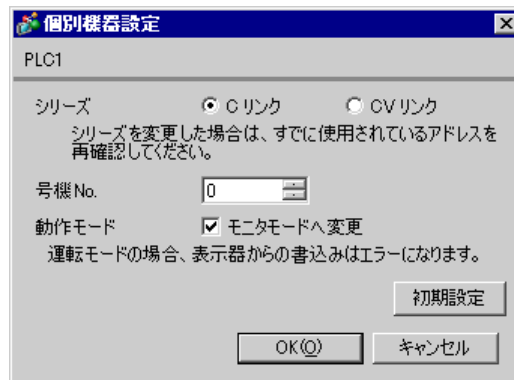 個別機器設定
PLC1
シリーズ C リンク CV リンク
シリーズを変更した場合は、すでに使用されているアドレスを
再確認してください。
号機No. 0
動作モード モニタモードへ変更
運転モードの場合、表示器からの書込みはエラーになります。
初期設定
OK(O) キャンセル